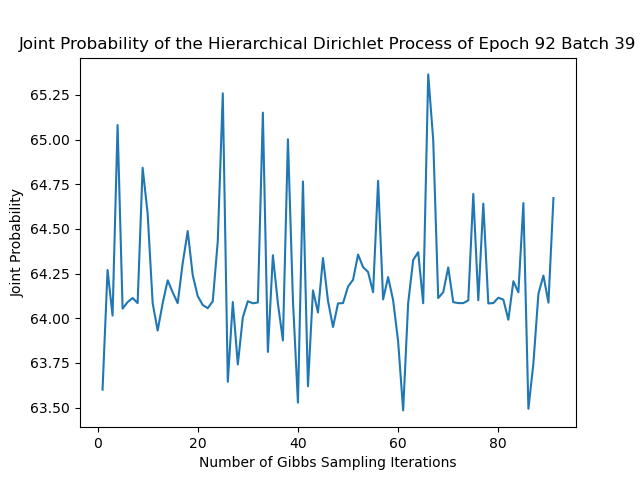 Joint Probability of the Hierarchical Dirichlet Process of Epoch 92 Batch 39
65.25
65.00
64.75
64.50
64.25
64.00
63.75
63.50
Joint Probability
0 20 40 60 80
Number of Gibbs Sampling Iterations